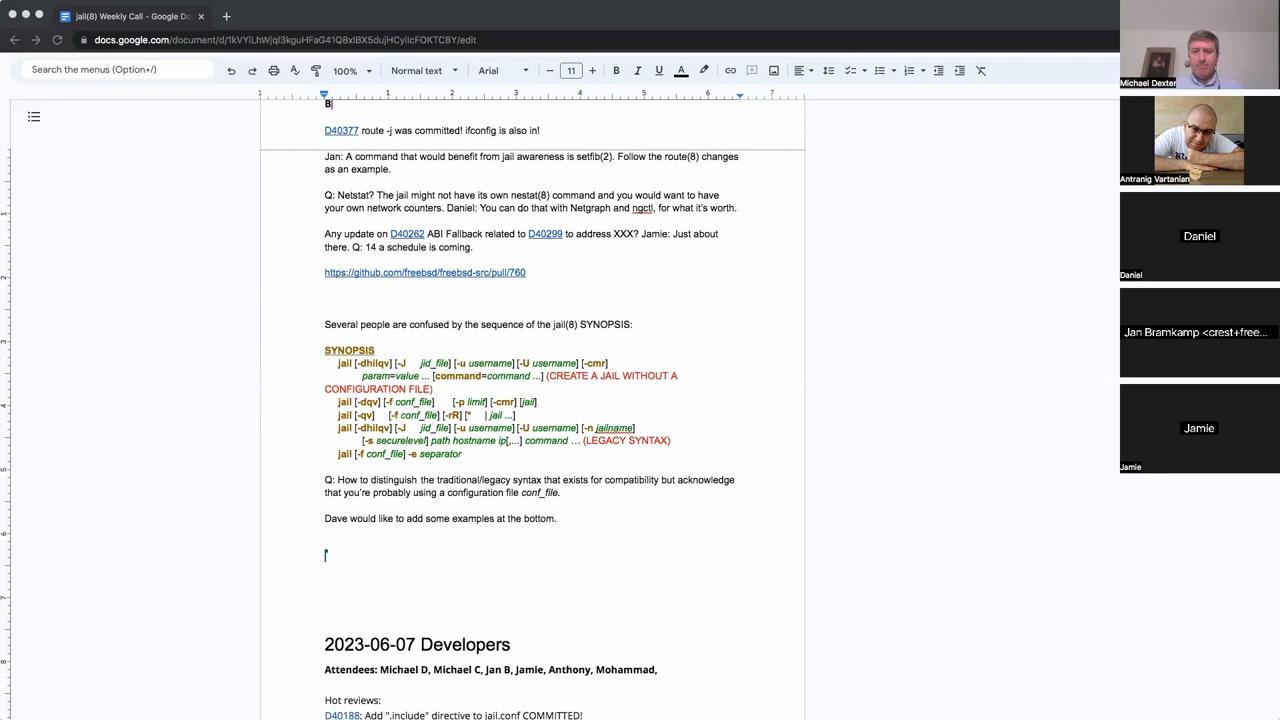 jail(8) Weekly Call - Google Do
docs.google.com/document/d/1kVYiLhWjql3kguHFaG41Q8xIBX5dujHCyilcFOKTC8Y/edit
Search the menus (Option+/)
100%
Normal text
Arial
11
B I U A
1 1 2 3 4 5 6 7
B
D40377 route -j was committed! ifconfig is also in!
Jan: A command that would benefit from jail awareness is setfib(2). Follow the route(8) changes
as an example.
Q: Netstat? The jail might not have its own nestat(8) command and you would want to have
your own network counters. Daniel: You can do that with Netgraph and ngctl, for what it's worth.
Any update on D40262 ABI Fallback related to D40299 to address XXX? Jamie: Just about
there. Q: 14 a schedule is coming.
https://github.com/freebsd/freebsd-src/pull/760
Several people are confused by the sequence of the jail(8) SYNOPSIS:
SYNOPSIS
jail [-dhilqv] [-J jid_file] [-u username] [-U username] [-cmr]
param=value ... [command=command ...] (CREATE A JAIL WITHOUT A
CONFIGURATION FILE)
jail [-dqv] [-f conf_file] [-p limit] [-cmr] [jail]
jail [-qv] [-f conf_file] [-rR] [* | jail ...]
jail [-dhilqv] [-J jid_file] [-u username] [-U username] [-n jailname]
[-s securelevel] path hostname ip[,...] command … (LEGACY SYNTAX)
jail [-f conf_file] -e separator
Q: How to distinguish the traditional/legacy syntax that exists for compatibility but acknowledge
that you're probably using a configuration file conf_file.
Dave would like to add some examples at the bottom.
2023-06-07 Developers
Attendees: Michael D, Michael C, Jan B, Jamie, Anthony, Mohammad,
Hot reviews:
D40188: Add ".include" directive to jail.conf COMMITTED!
Michael Dexter
Antranig Vartanian
Daniel
Daniel
Jan Bramkamp <crest+free...
Jamie
Jamie